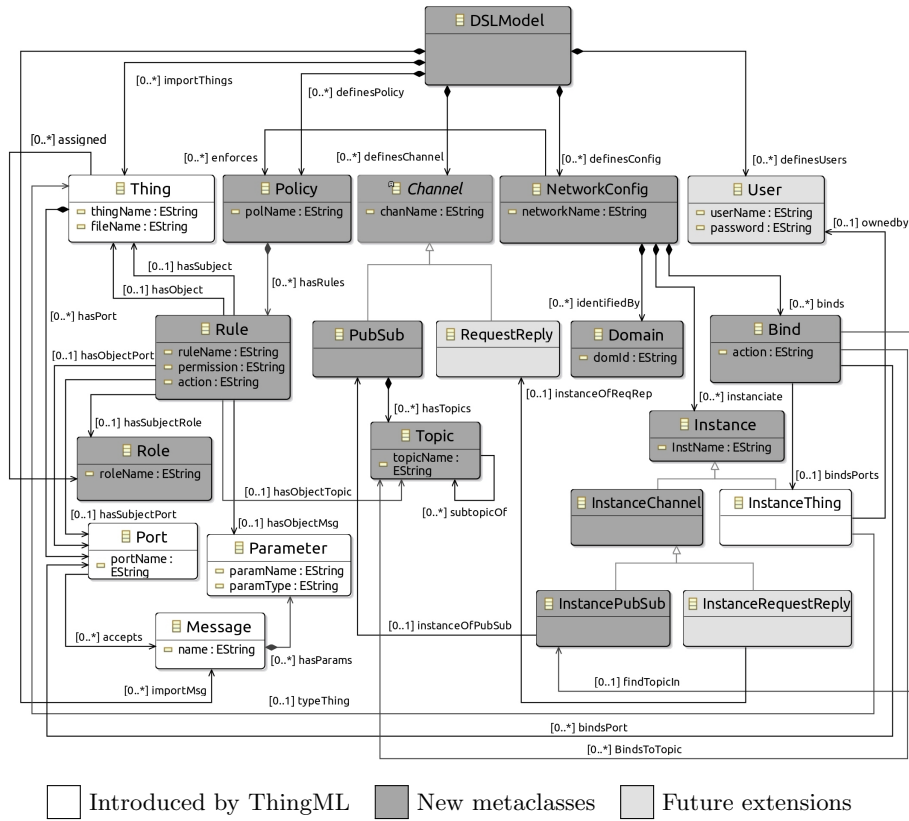 DSLModel
[0..*] importThings
[0..*] definesPolicy
[0..*] assigned
[0..*] enforces
[0..*] definesChannel
[0..*] definesConfig
[0..*] definesUsers
Thing
thingName : EString
fileName : EString
Policy
polName : EString
Channel
chanName : EString
NetworkConfig
networkName : EString
User
userName : EString
password : EString
[0..1] ownedby
[0..1] hasSubject
[0..1] hasObject
[0..*] hasRules
[0..*] hasPort
[0..*] identifiedBy
[0..*] binds
Rule
ruleName : EString
permission : EString
action : EString
PubSub
RequestReply
Domain
domId : EString
Bind
action : EString
[0..1] hasObjectPort
[0..1] instanceOfReqRep
[0..*] instanciate
[0..*] hasTopics
[0..1] hasSubjectRole
Role
roleName : EString
Topic
topicName :
EString
Instance
InstName : EString
[0..1] bindsPorts
[0..1] hasObjectTopic
[0..*] subtopicOf
InstanceChannel
InstanceThing
[0..1] hasSubjectPort
[0..1] hasObjectMsg
Port
portName :
EString
Parameter
paramName : EString
paramType : EString
InstancePubSub
InstanceRequestReply
Message
name : EString
[0..1] instanceOfPubSub
[0..*] accepts
[0..*] hasParams
[0..1] findTopicIn
[0..*] importMsg
[0..1] typeThing
[0..*] bindsPort
[0..*] BindsToTopic
Introduced by ThingML
New metaclasses
Future extensions